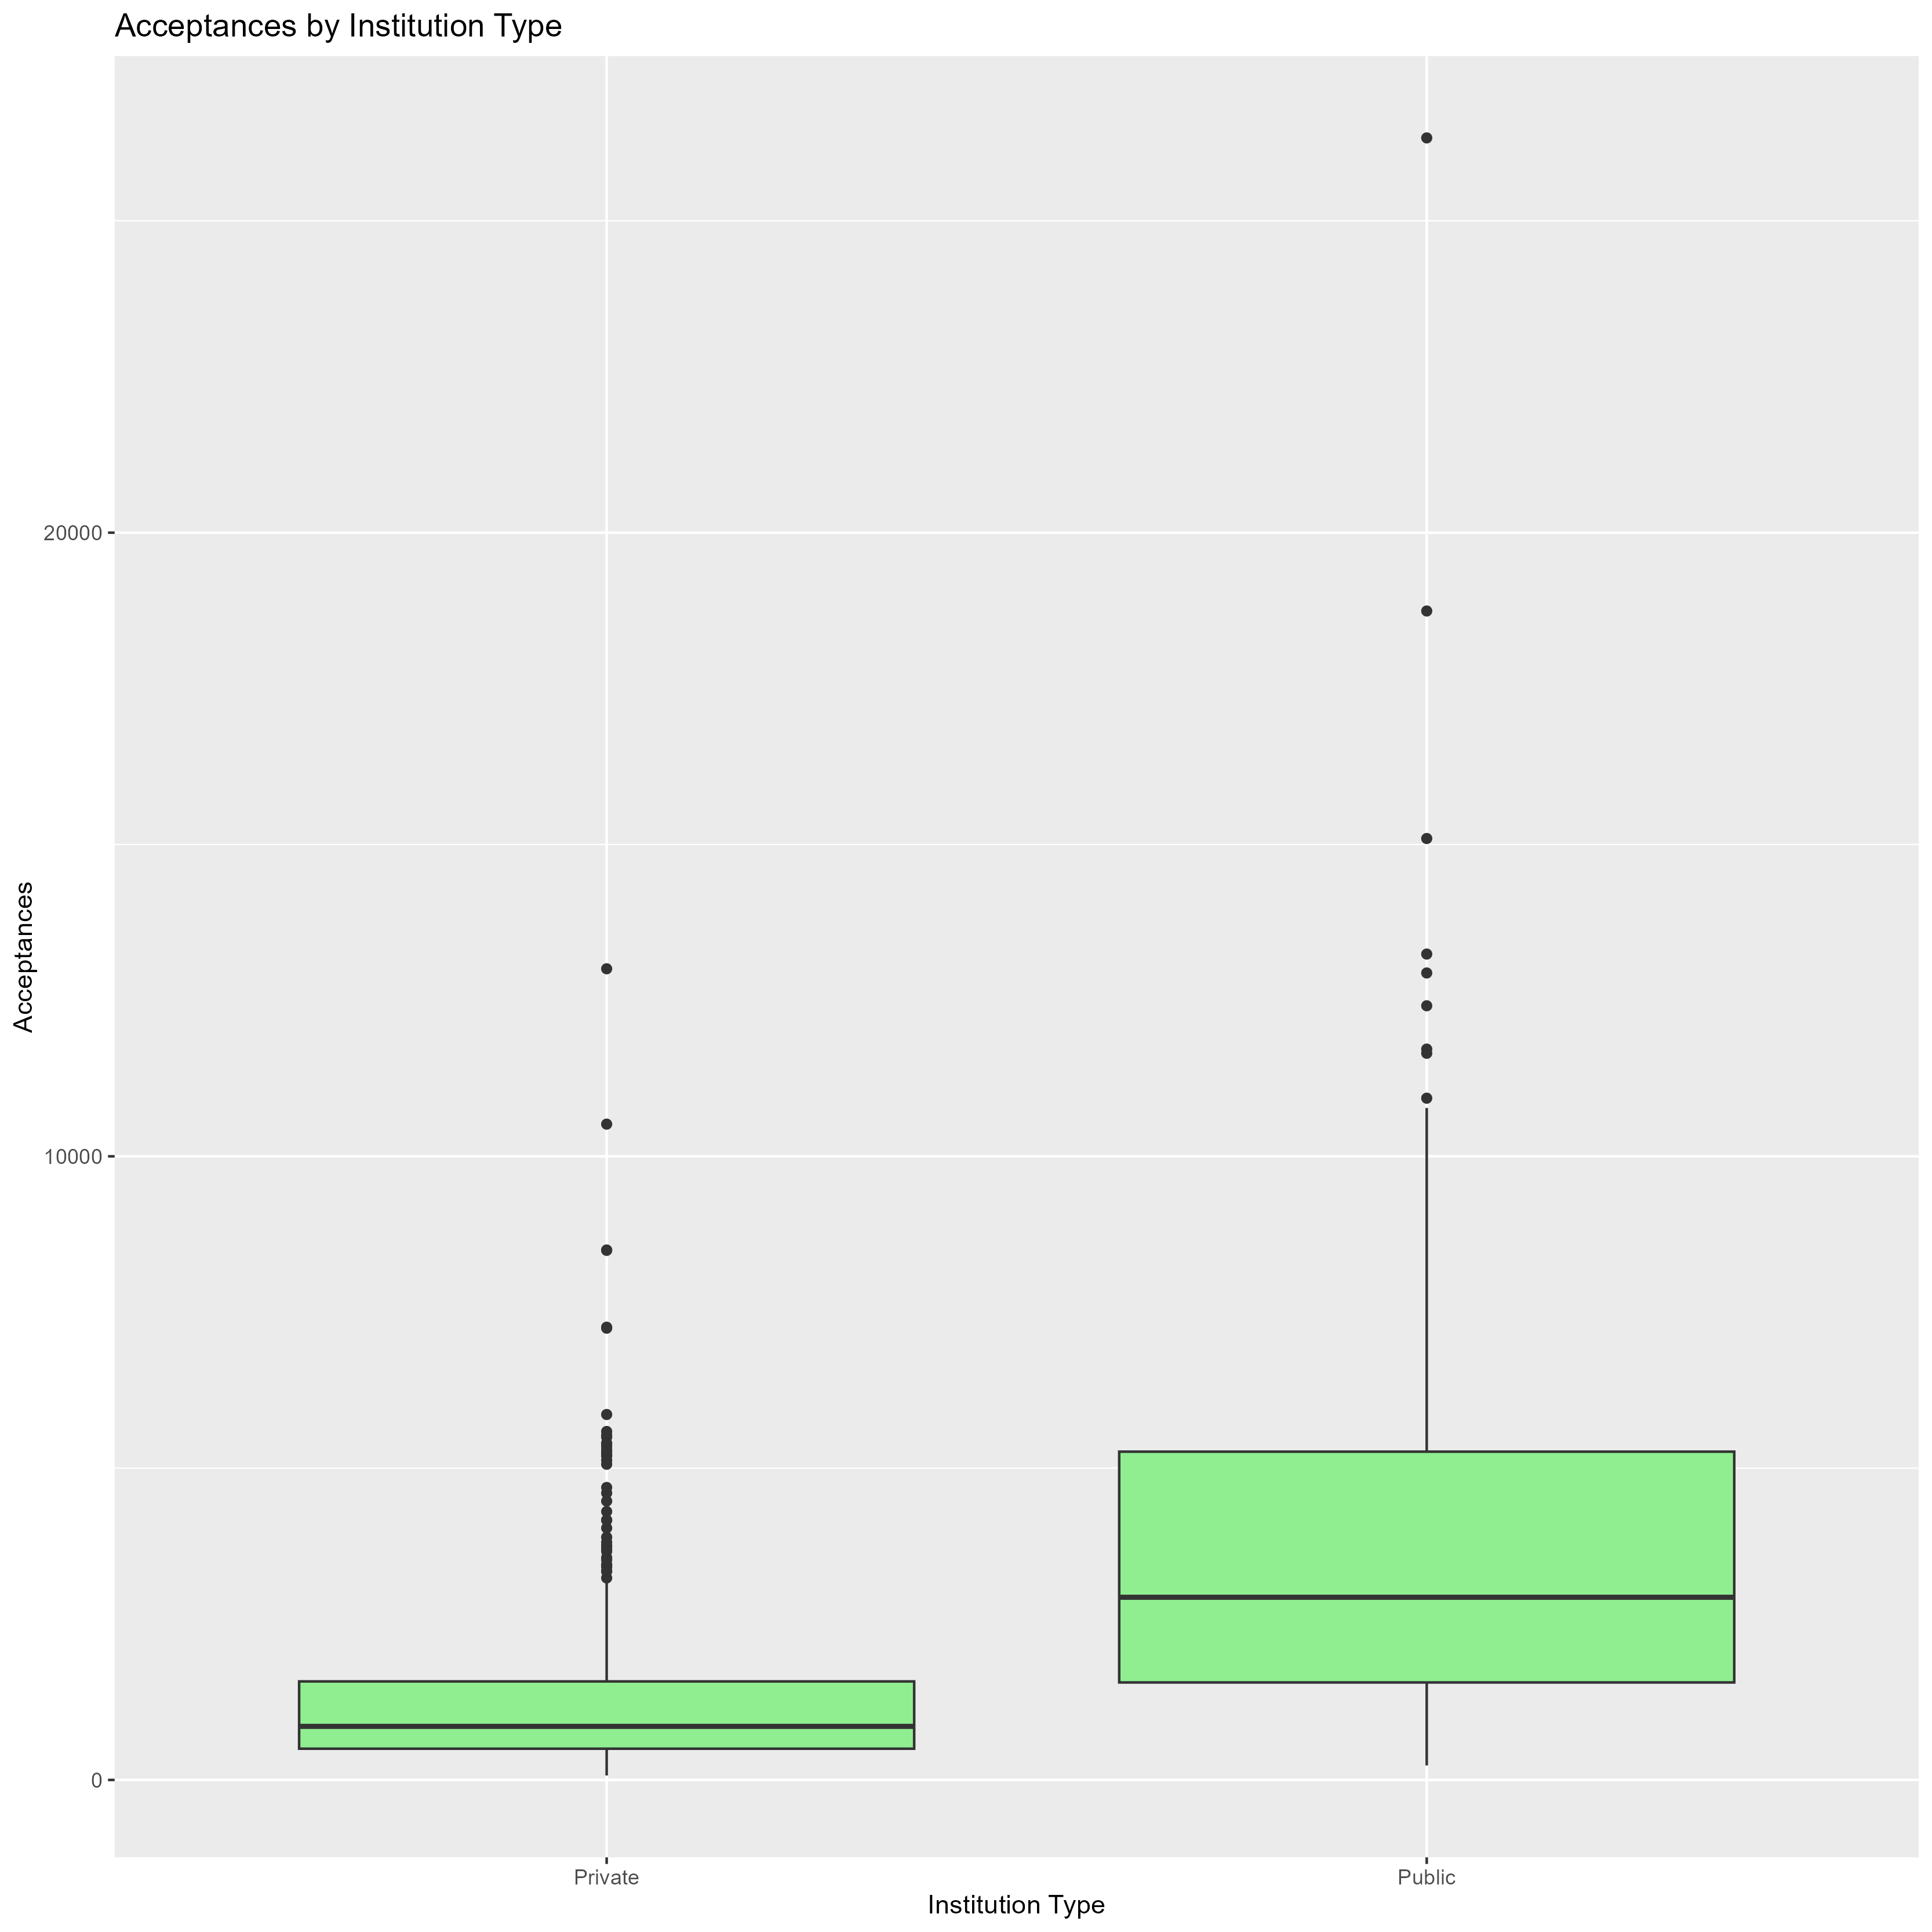 Acceptances by Institution Type
Acceptances
20000
10000
0
Private
Public
Institution Type